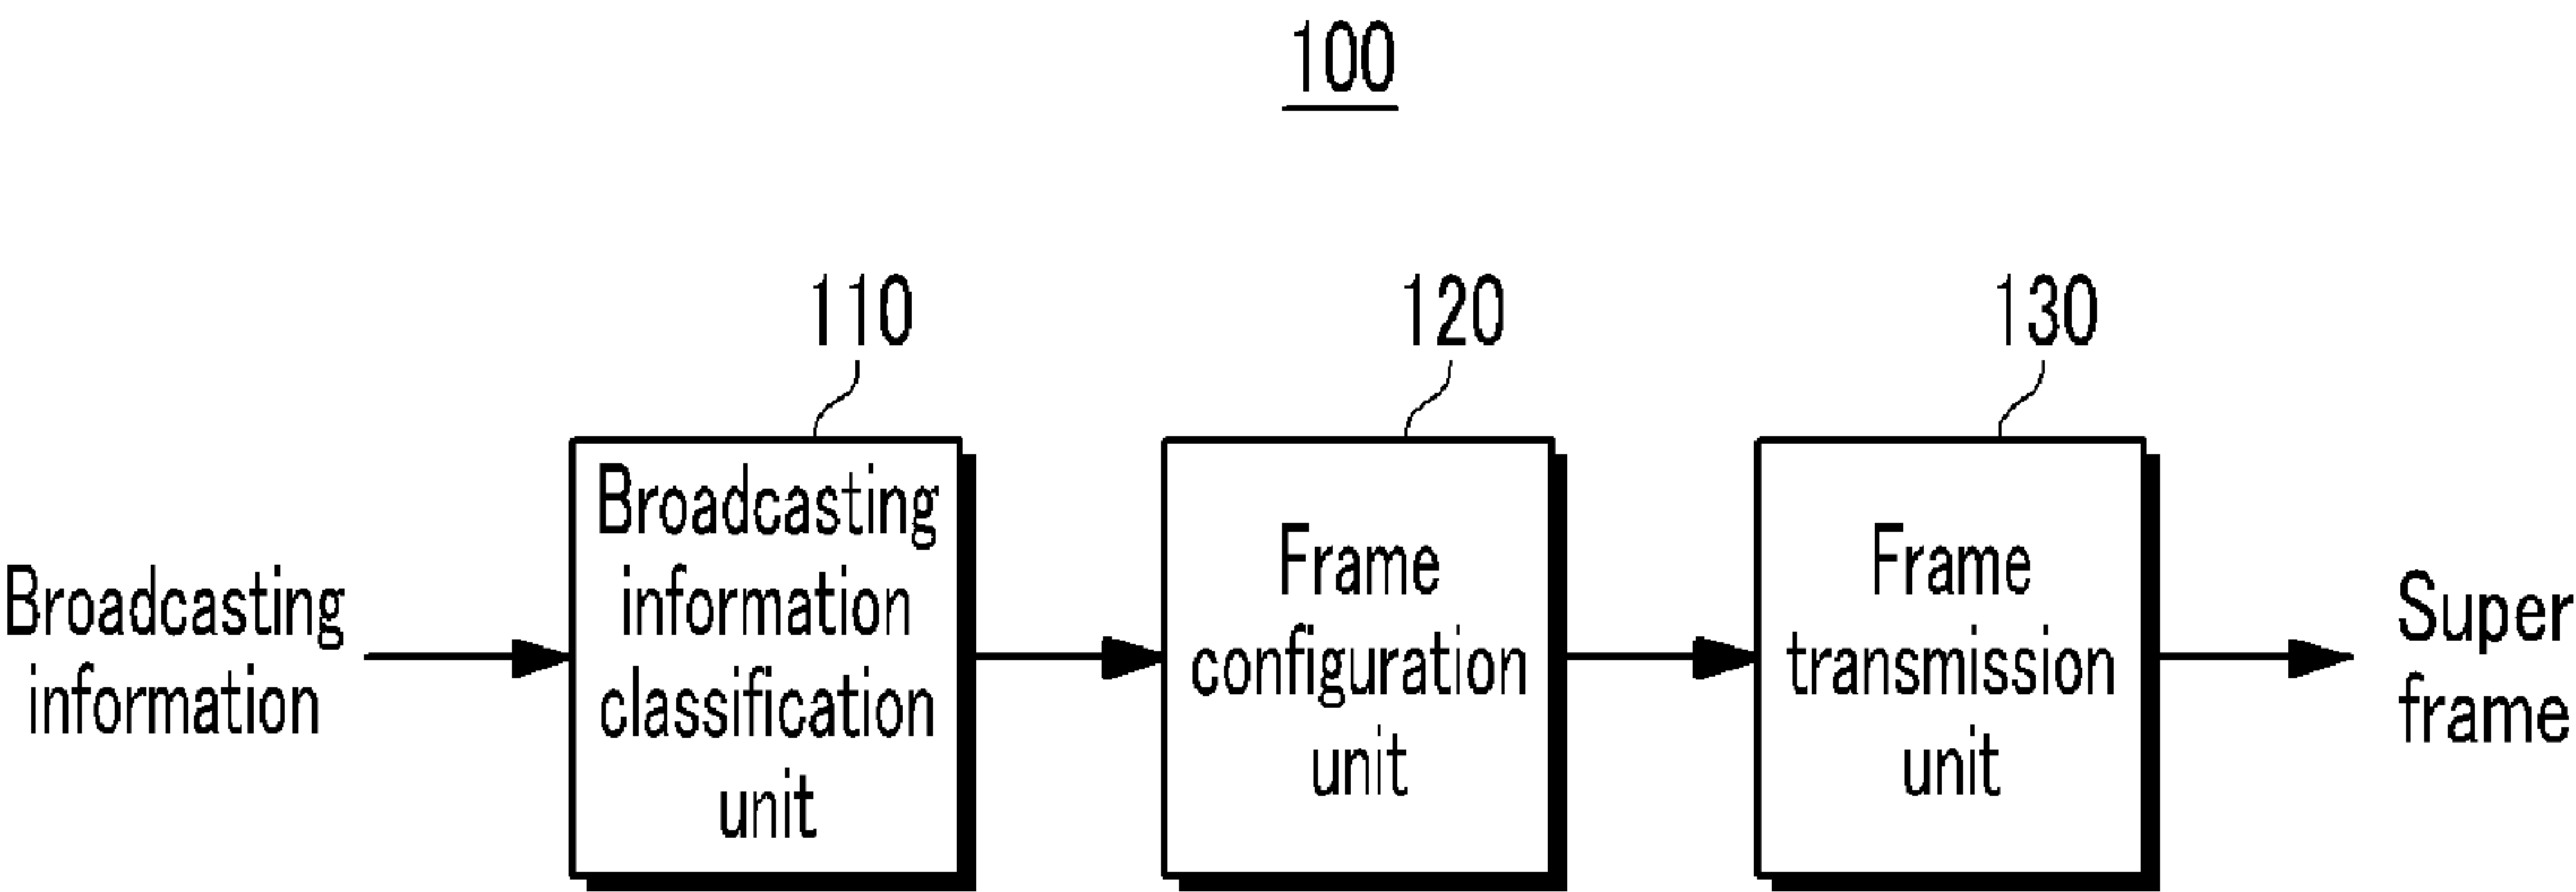 100
110
120
130
Broadcasting
information
Broadcasting
information
classification
unit
Frame
configuration
unit
Frame
transmission
unit
Super
frame